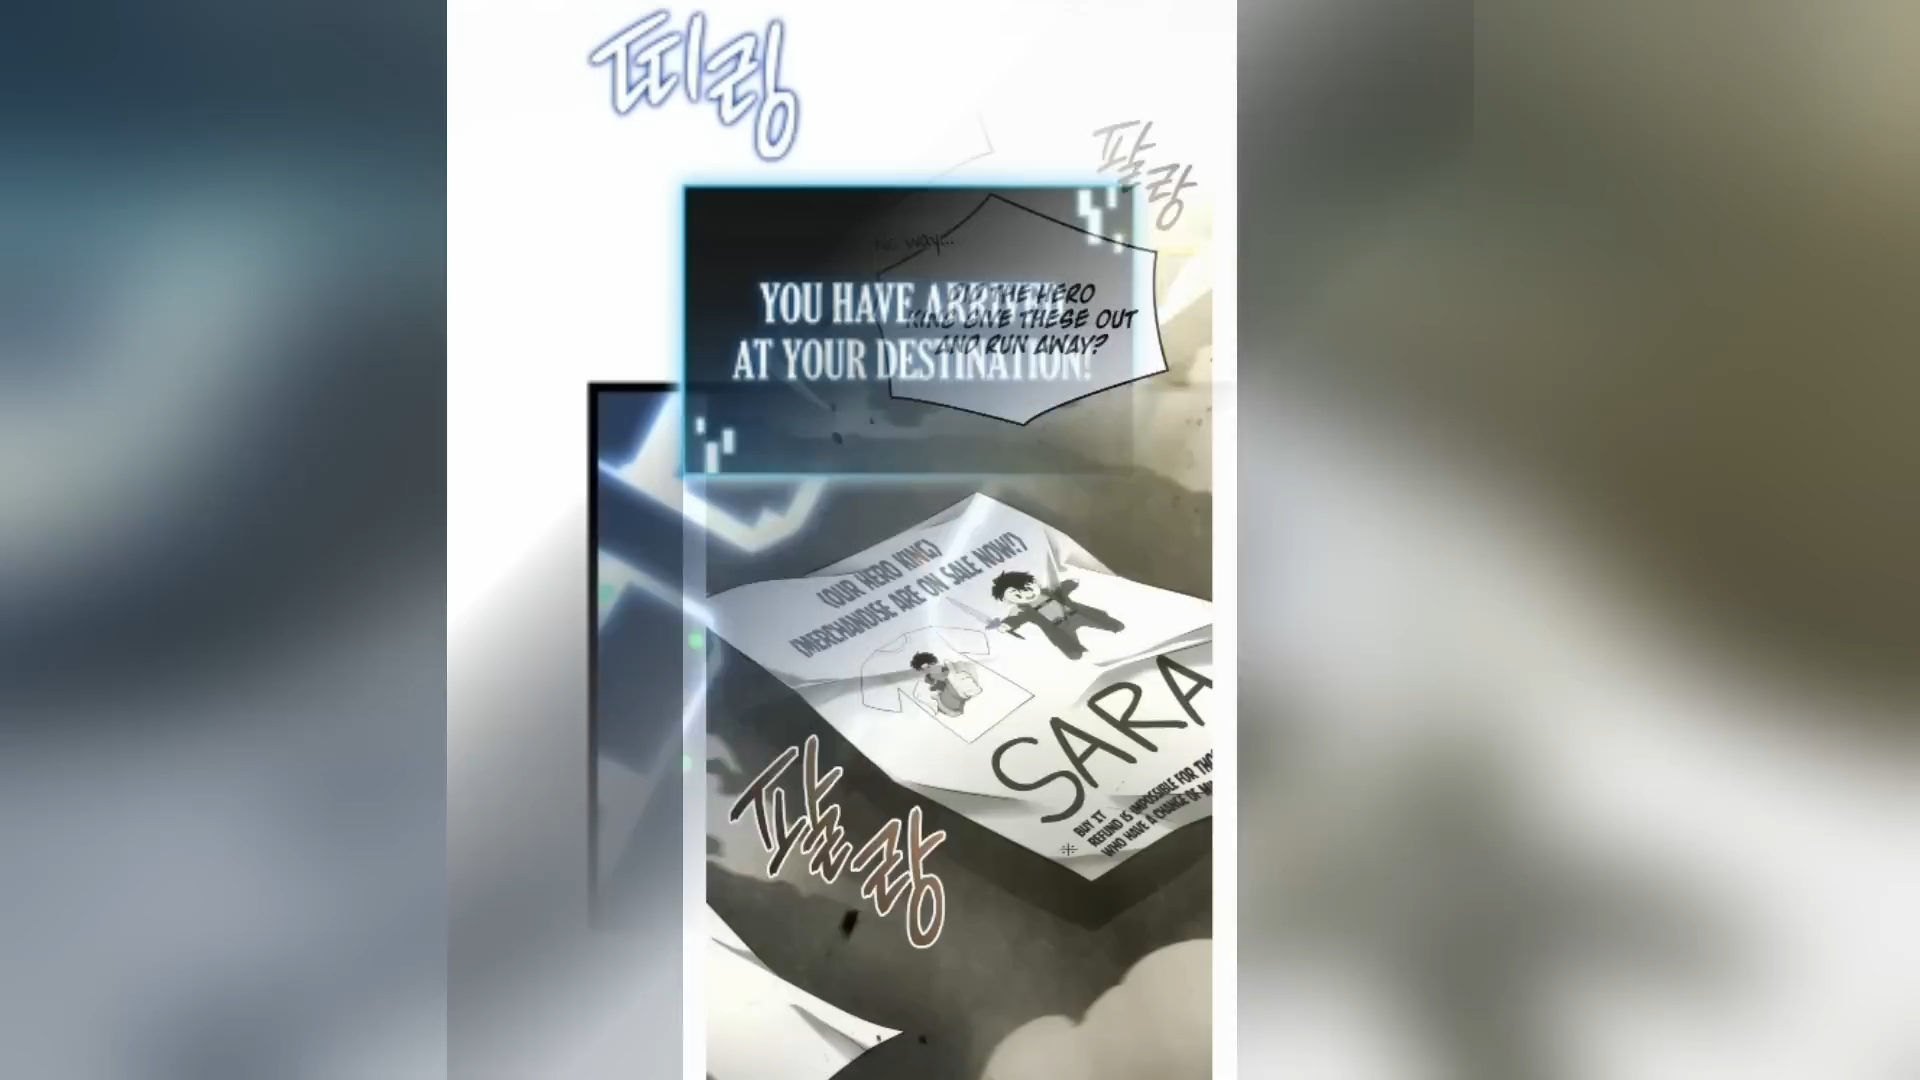 띠링
팔랑
No way...
YOU HAVE ARRIVED
AT YOUR DESTINATION!
DID THE HERO
KING GIVE THESE OUT
AND RUN AWAY?
(OUR HERO KING)
(MERCHANDISE ARE ON SALE NOW!)
SARA
BUY IT
※ REFUND IS IMPOSSIBLE FOR
WHO HAVE A CHANGE OF
팔랑